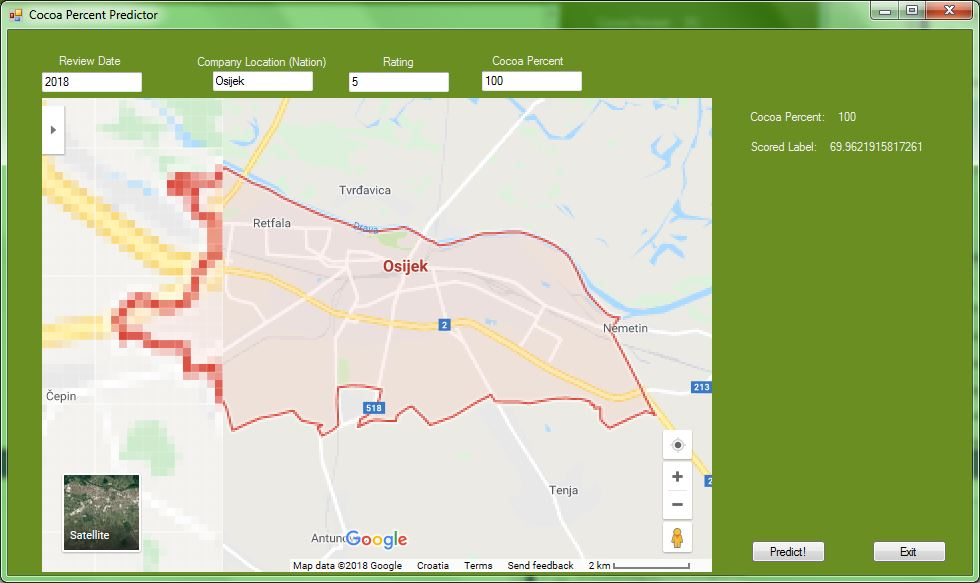 Cocoa Percent Predictor
Review Date
Company Location (Nation)
Rating
Cocoa Percent
2018
Osijek
5
100
Cocoa Percent: 100
Scored Label: 69.9621915817261
Tvrđavica
Retfala
Drava
Osijek
2
Nemetin
213
Čepin
518
2
Tenja
Satellite
Google
Map data ©2018 Google Croatia Terms Send feedback 2 km
Predict!
Exit